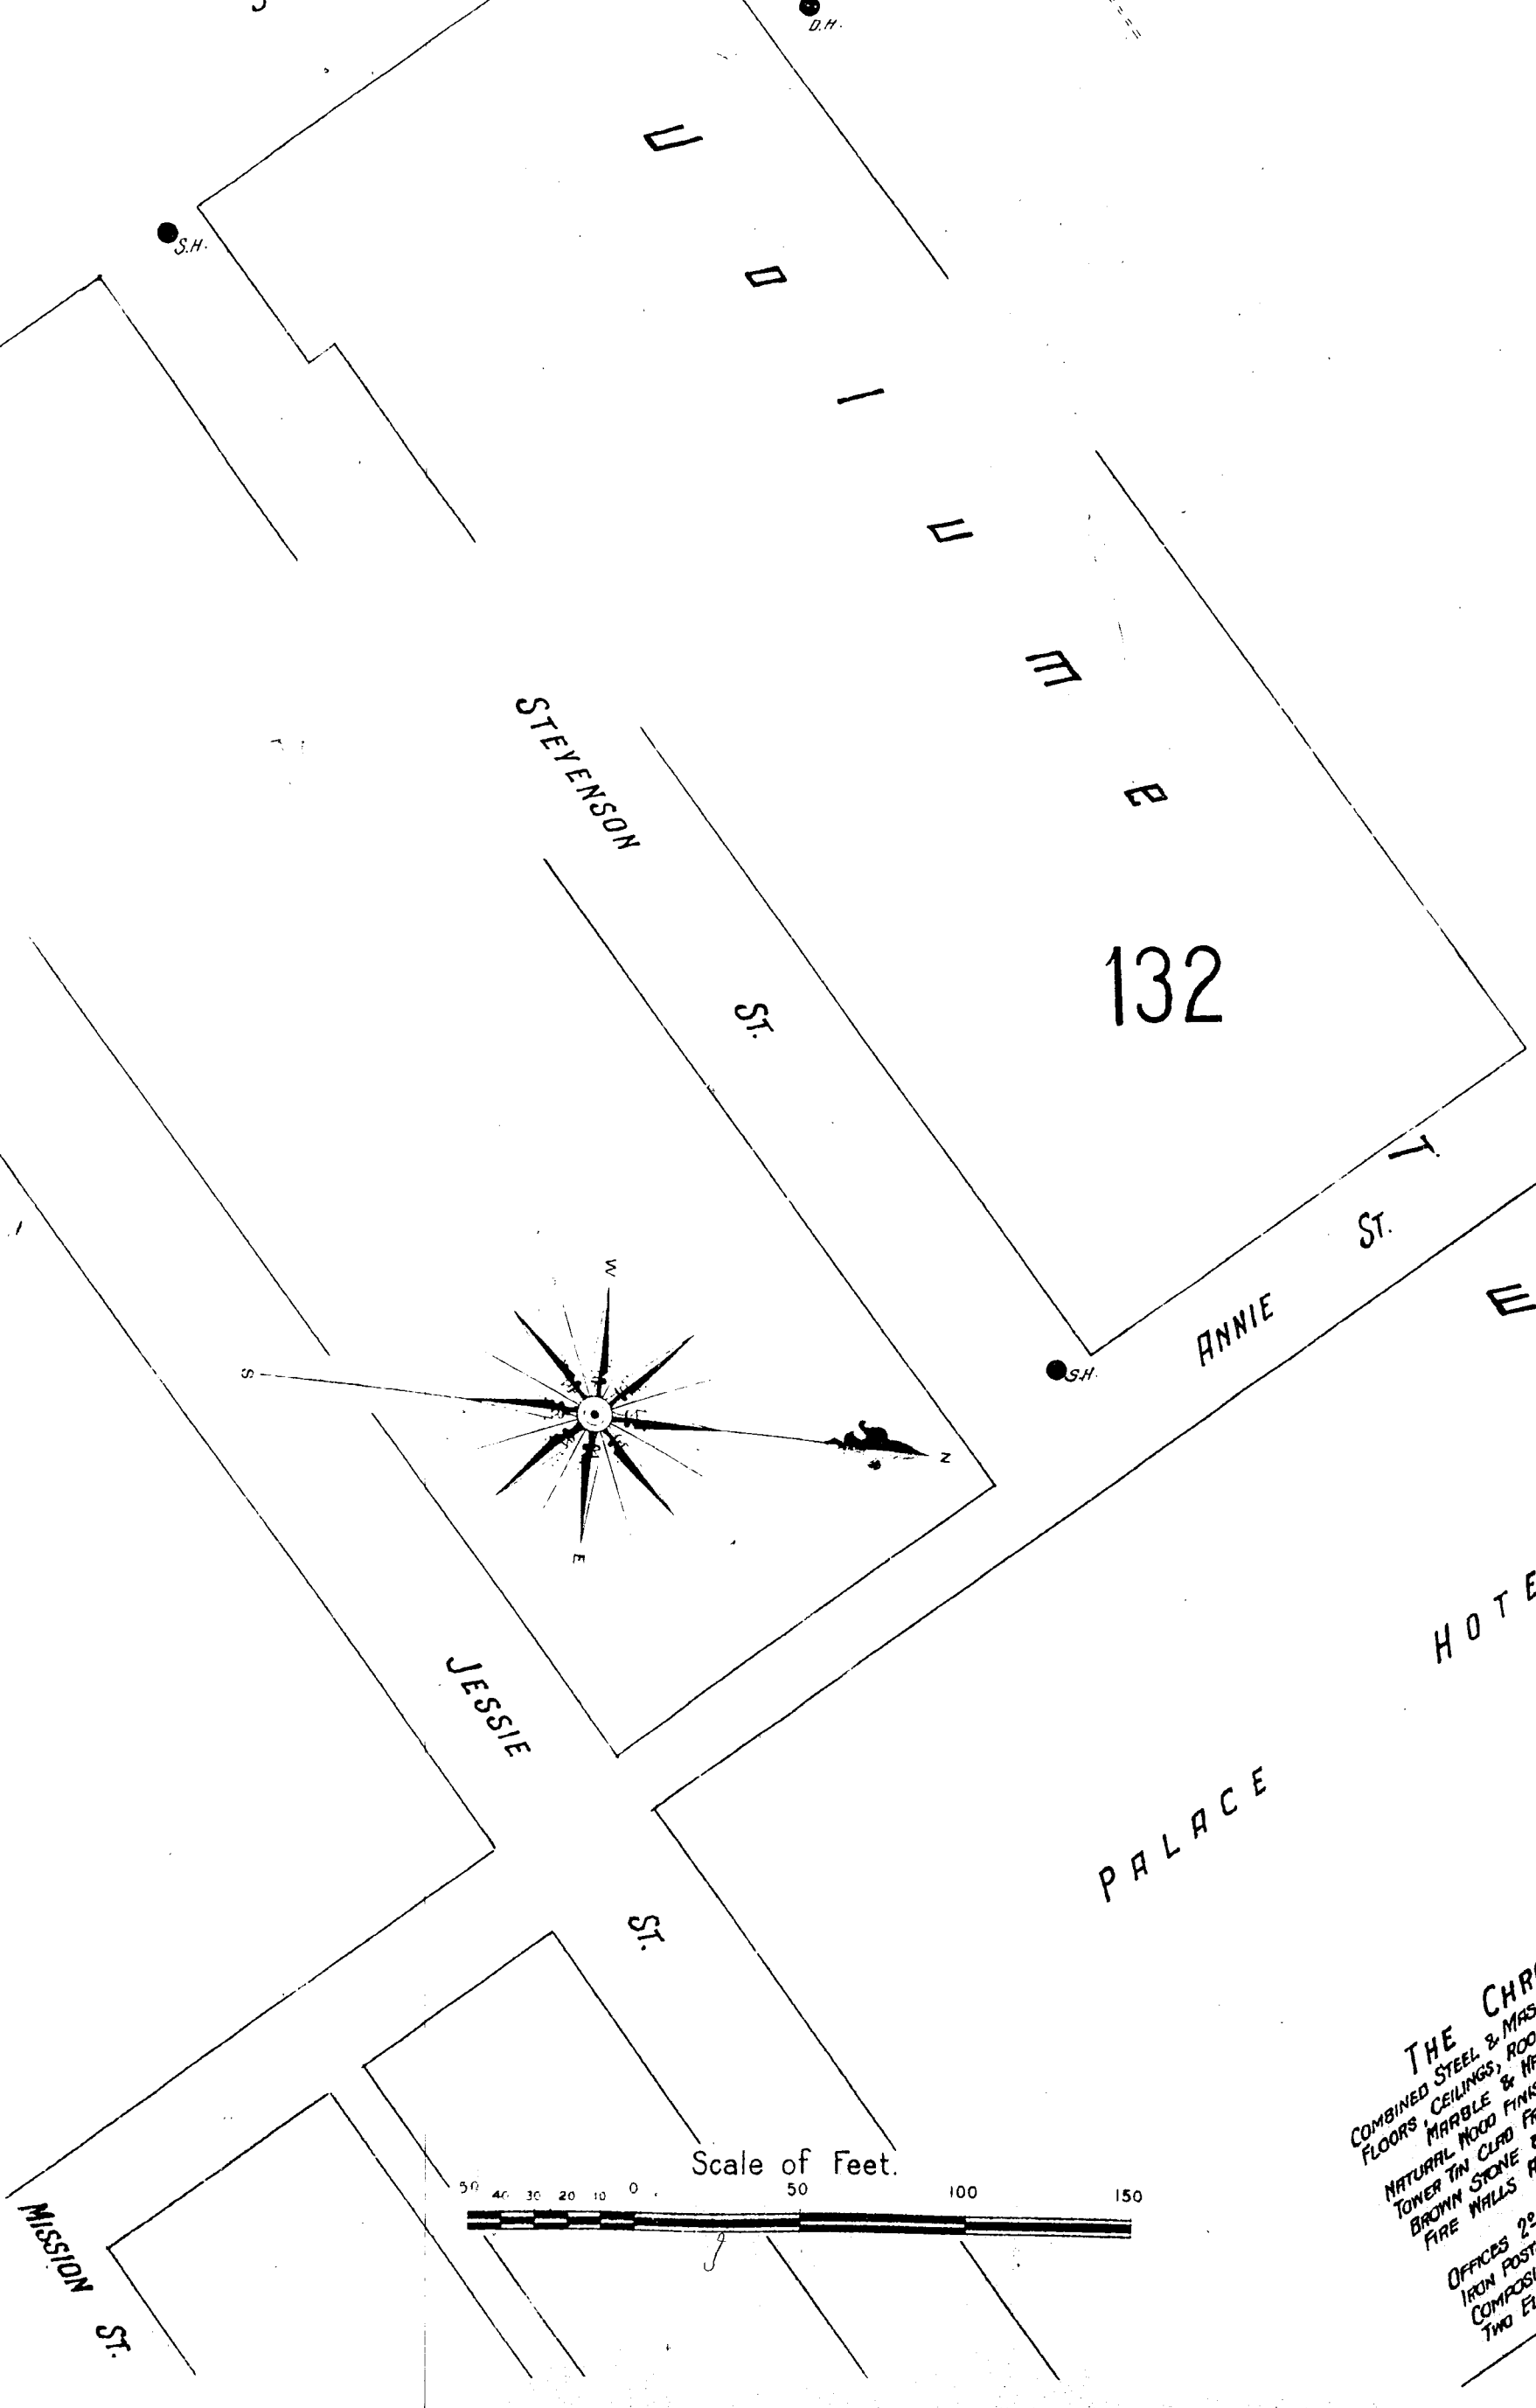 D.H.
S.H.
STEVENSON
ST.
132
ST.
ANNIE
S.H.
W
S
N
E
JESSIE
ST.
HOTE
PALACE
THE CHR
COMBINED STEEL & MAS
FLOORS, CEILINGS, ROO
MARBLE & H
NATURAL WOOD FINIS
TOWER TIN CLAD FR
BROWN STONE &
FIRE WALLS
OFFICES 2
IRON POST
COMPOSI
TWO EL
Scale of Feet.
50 40 30 20 10 0 50 100 150
MISSION ST.